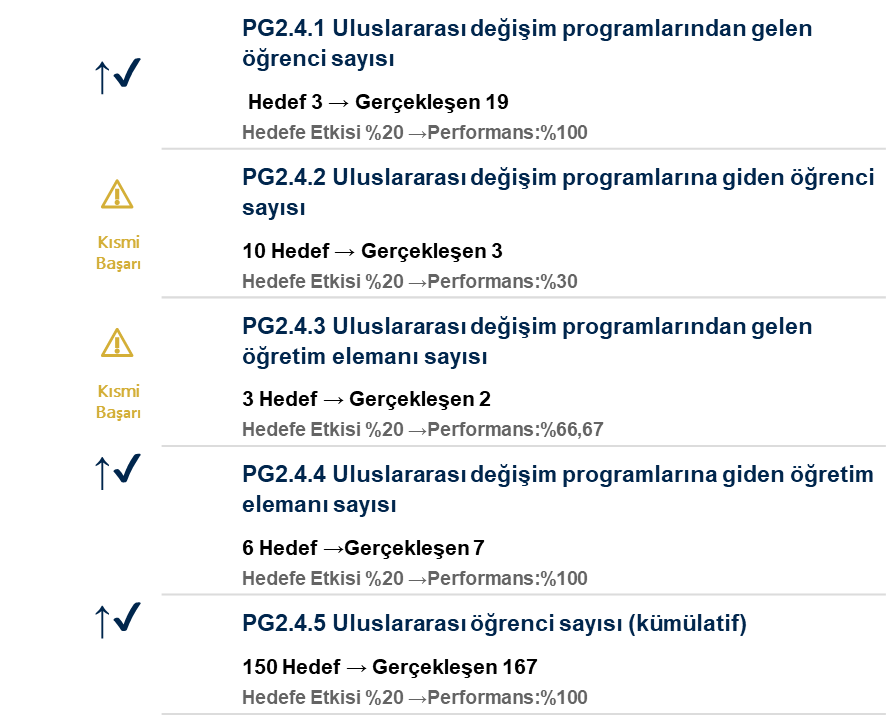 PG2.4.1 Uluslararası değişim programlarından gelen
öğrenci sayısı
Hedef 3 → Gerçekleşen 19
Hedefe Etkisi %20 →Performans:%100
PG2.4.2 Uluslararası değişim programlarına giden öğrenci
sayısı
Kısmi
Başarı
10 Hedef → Gerçekleşen 3
Hedefe Etkisi %20 →Performans:%30
PG2.4.3 Uluslararası değişim programlarından gelen
öğretim elemanı sayısı
Kısmi
Başarı
3 Hedef → Gerçekleşen 2
Hedefe Etkisi %20 →Performans:%66,67
PG2.4.4 Uluslararası değişim programlarına giden öğretim
elemanı sayısı
6 Hedef →Gerçekleşen 7
Hedefe Etkisi %20 →Performans:%100
PG2.4.5 Uluslararası öğrenci sayısı (kümülatif)
150 Hedef → Gerçekleşen 167
Hedefe Etkisi %20 →Performans:%100